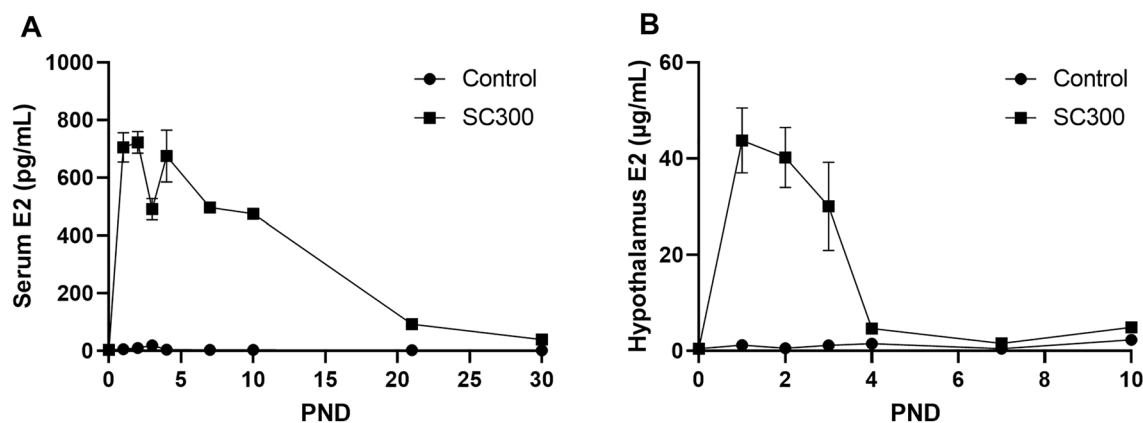 A
Serum E2 (pg/mL)
1000
800
600
400
200
0
0 5 10 15 20 25 30
PND
Control
SC300
B
Hypothalamus E2 (µg/mL)
60
40
20
0
0 2 4 6 8 10
PND
Control
SC300